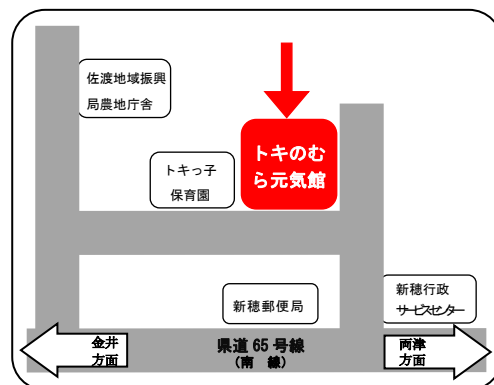 佐渡地域振興
局農地庁舎
トキのむ
ら元気館
トキっ子
保育園
新穂郵便局
新穂行政
サービスセンター
金井
方面
県道 65 号線
(南 線)
両津
方面